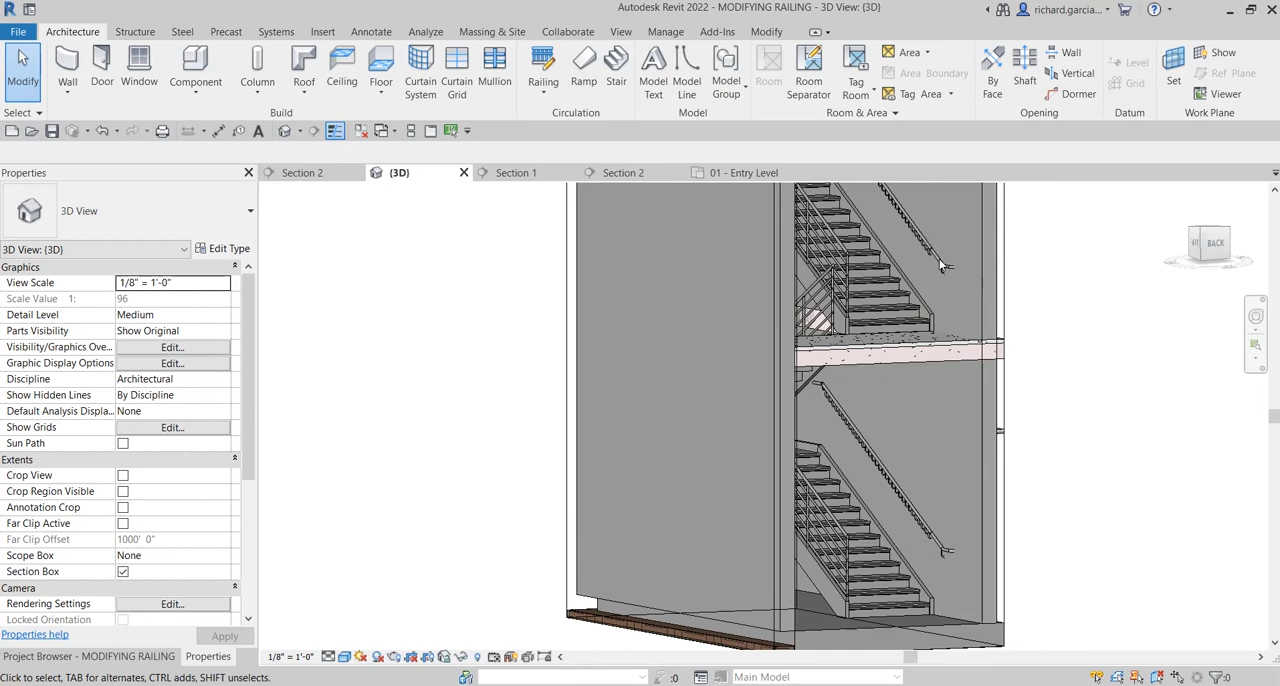 Autodesk Revit 2022 - MODIFYING RAILING - 3D View: {3D}
richard.garcia...
File Architecture Structure Steel Precast Systems Insert Annotate Analyze Massing & Site Collaborate View Manage Add-Ins Modify
Modify Wall Door Window Component Column Roof Ceiling Floor Curtain System Curtain Grid Mullion Railing Ramp Stair Model Text Model Line Model Group Room Room Separator Tag Room Area Area Boundary Tag Area By Face Shaft Wall Vertical Dormer Level Grid Set Show Ref Plane Viewer
Select Build Circulation Model Room & Area Opening Datum Work Plane
Properties
Section 2 {3D} Section 1 Section 2 01 - Entry Level
3D View
3D View: {3D} Edit Type
Graphics
View Scale 1/8" = 1'-0"
Scale Value 1: 96
Detail Level Medium
Parts Visibility Show Original
Visibility/Graphics Ove... Edit...
Graphic Display Options Edit...
Discipline Architectural
Show Hidden Lines By Discipline
Default Analysis Displa... None
Show Grids Edit...
Sun Path
Extents
Crop View
Crop Region Visible
Annotation Crop
Far Clip Active
Far Clip Offset 1000' 0"
Scope Box None
Section Box
Camera
Rendering Settings Edit...
Locked Orientation
Properties help Apply
Project Browser - MODIFYING RAILING Properties
1/8" = 1'-0"
Click to select, TAB for alternates, CTRL adds, SHIFT unselects.
:0
Main Model
:0
BACK